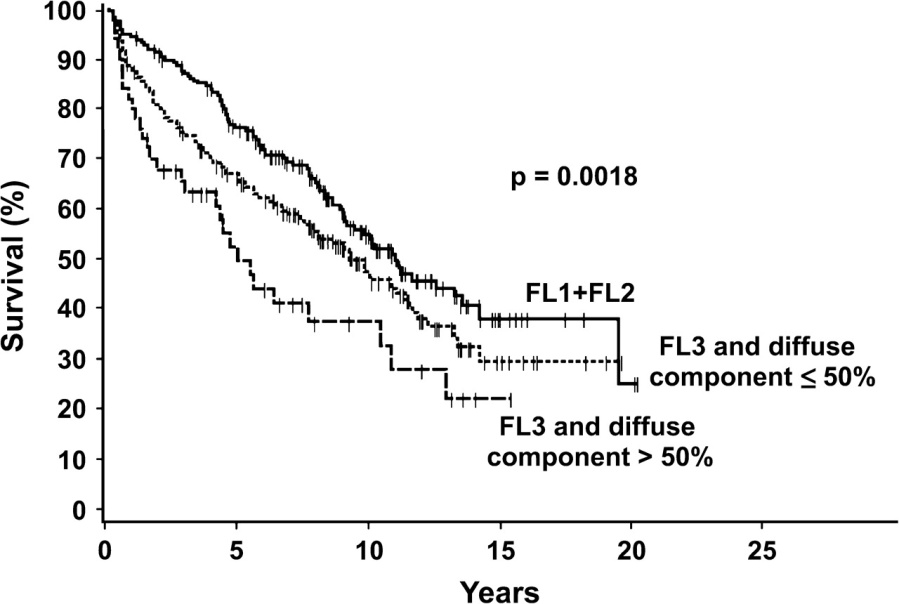 100
90
80
70
60
50
40
30
20
10
0
Survival (%)
p = 0.0018
FL1+FL2
FL3 and diffuse
component ≤ 50%
FL3 and diffuse
component > 50%
0 5 10 15 20 25
Years